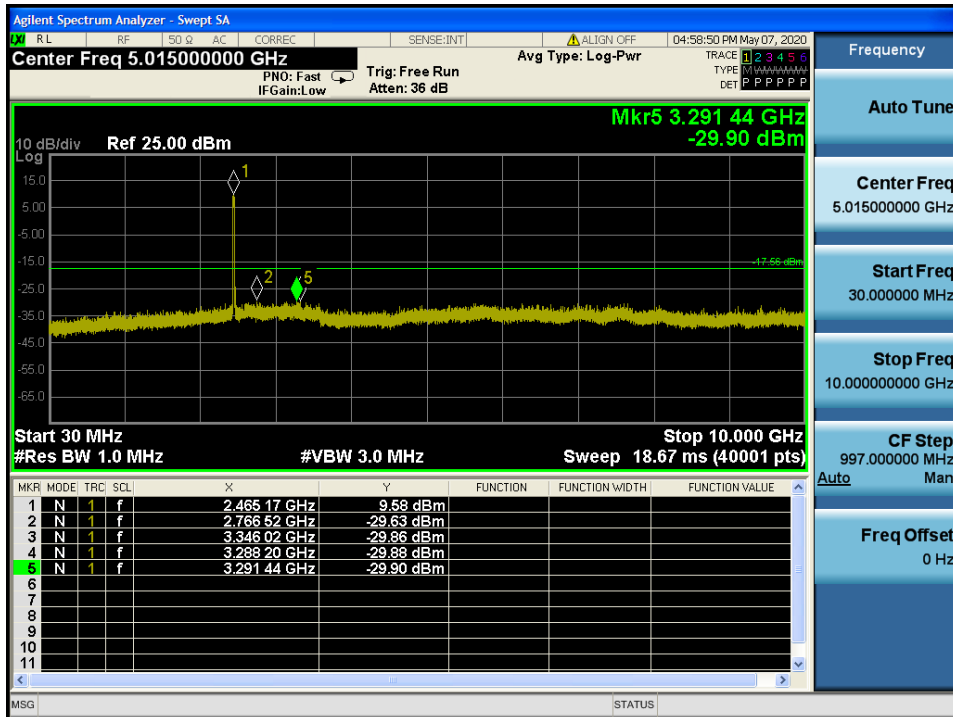 Agilent Spectrum Analyzer - Swept SA
LXI RL RF 50 Ω AC CORREC SENSE:INT ALIGN OFF 04:58:50 PM May 07, 2020
Center Freq 5.015000000 GHz
PNO: Fast
IFGain:Low
Trig: Free Run
Atten: 36 dB
Avg Type: Log-Pwr
TRACE 1 2 3 4 5 6
TYPE M
DET P P P P P P
Mkr5 3.291 44 GHz
-29.90 dBm
10 dB/div Ref 25.00 dBm
Log
15.0
5.00
-5.00
-15.0
-25.0
-35.0
-45.0
-55.0
-65.0
1
2
5
-17.56 dBm
Start 30 MHz Stop 10.000 GHz
#Res BW 1.0 MHz #VBW 3.0 MHz Sweep 18.67 ms (40001 pts)
MKR MODE TRC SCL X Y FUNCTION FUNCTION WIDTH FUNCTION VALUE
1 N 1 f 2.465 17 GHz 9.58 dBm
2 N 1 f 2.766 52 GHz -29.63 dBm
3 N 1 f 3.346 02 GHz -29.86 dBm
4 N 1 f 3.288 20 GHz -29.88 dBm
5 N 1 f 3.291 44 GHz -29.90 dBm
6
7
8
9
10
11
MSG STATUS
Frequency
Auto Tune
Center Freq
5.015000000 GHz
Start Freq
30.000000 MHz
Stop Freq
10.000000000 GHz
CF Step
997.000000 MHz
Auto Man
Freq Offset
0 Hz